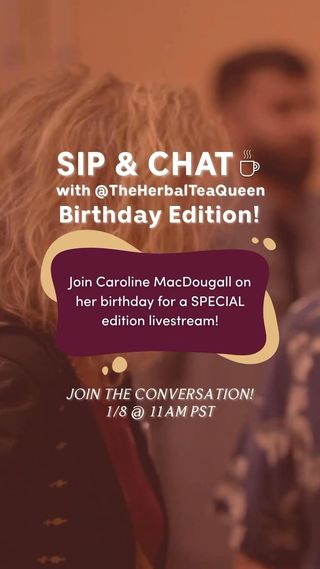 SIP & CHAT
with @TheHerbalTeaQueen
Birthday Edition!
Join Caroline MacDougall on
her birthday for a SPECIAL
edition livestream!
JOIN THE CONVERSATION!
1/8 @ 11AM PST